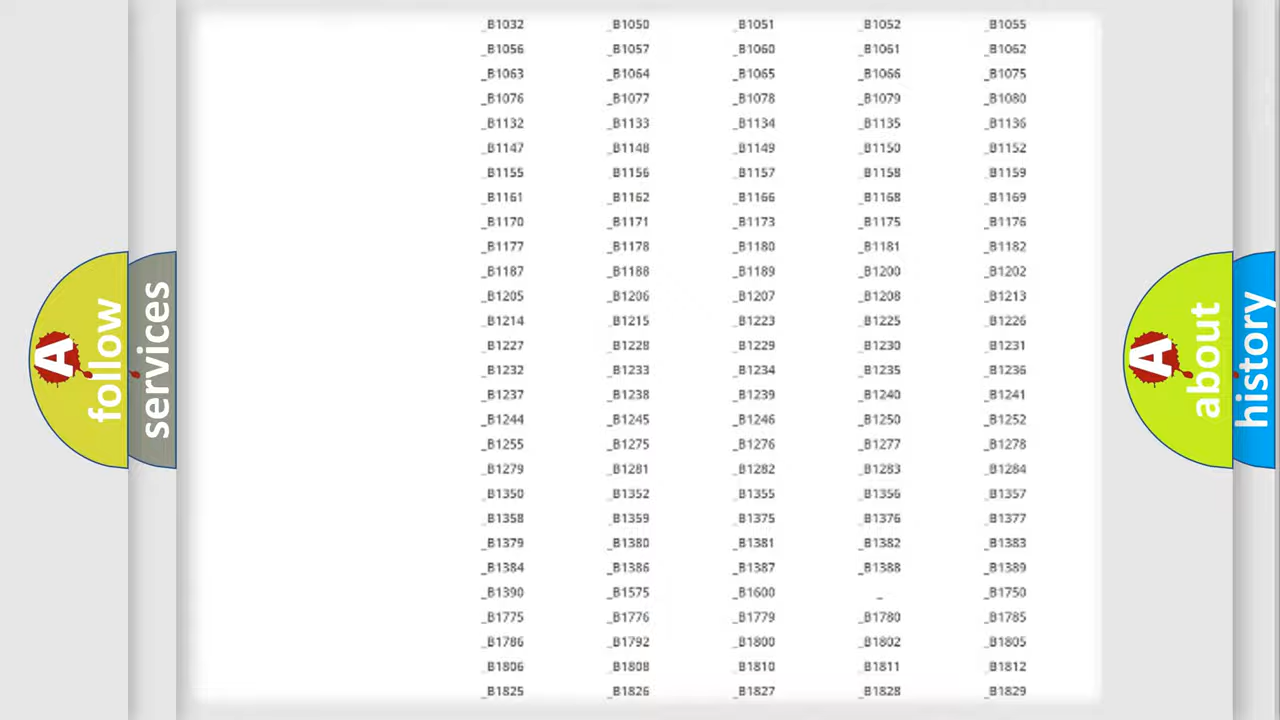 _B1032 _B1050 _B1051 _B1052 _B1055
_B1056 _B1057 _B1060 _B1061 _B1062
_B1063 _B1064 _B1065 _B1066 _B1075
_B1076 _B1077 _B1078 _B1079 _B1080
_B1132 _B1133 _B1134 _B1135 _B1136
_B1147 _B1148 _B1149 _B1150 _B1152
_B1155 _B1156 _B1157 _B1158 _B1159
_B1161 _B1162 _B1166 _B1168 _B1169
_B1170 _B1171 _B1173 _B1175 _B1176
_B1177 _B1178 _B1180 _B1181 _B1182
_B1187 _B1188 _B1189 _B1200 _B1202
_B1205 _B1206 _B1207 _B1208 _B1213
_B1214 _B1215 _B1223 _B1225 _B1226
_B1227 _B1228 _B1229 _B1230 _B1231
_B1232 _B1233 _B1234 _B1235 _B1236
_B1237 _B1238 _B1239 _B1240 _B1241
_B1244 _B1245 _B1246 _B1250 _B1252
_B1255 _B1275 _B1276 _B1277 _B1278
_B1279 _B1281 _B1282 _B1283 _B1284
_B1350 _B1352 _B1355 _B1356 _B1357
_B1358 _B1359 _B1375 _B1376 _B1377
_B1379 _B1380 _B1381 _B1382 _B1383
_B1384 _B1386 _B1387 _B1388 _B1389
_B1390 _B1575 _B1600 _ _B1750
_B1775 _B1776 _B1779 _B1780 _B1785
_B1786 _B1792 _B1800 _B1802 _B1805
_B1806 _B1808 _B1810 _B1811 _B1812
_B1825 _B1826 _B1827 _B1828 _B1829
A follow
services
A about
history